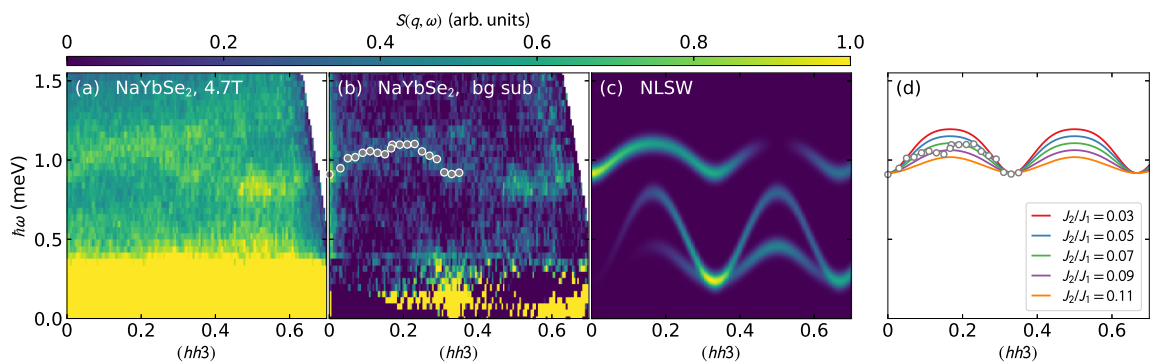 S(q, ω) (arb. units)
0 0.2 0.4 0.6 0.8 1.0
(a) NaYbSe₂, 4.7T
(b) NaYbSe₂, bg sub
(c) NLSW
(d)
ℏω (meV)
1.5
1.0
0.5
0.0
0 0.2 0.4 0.6
(hh3)
0 0.2 0.4 0.6
(hh3)
0 0.2 0.4 0.6
(hh3)
J₂/J₁ = 0.03
J₂/J₁ = 0.05
J₂/J₁ = 0.07
J₂/J₁ = 0.09
J₂/J₁ = 0.11
0 0.2 0.4 0.6
(hh3)